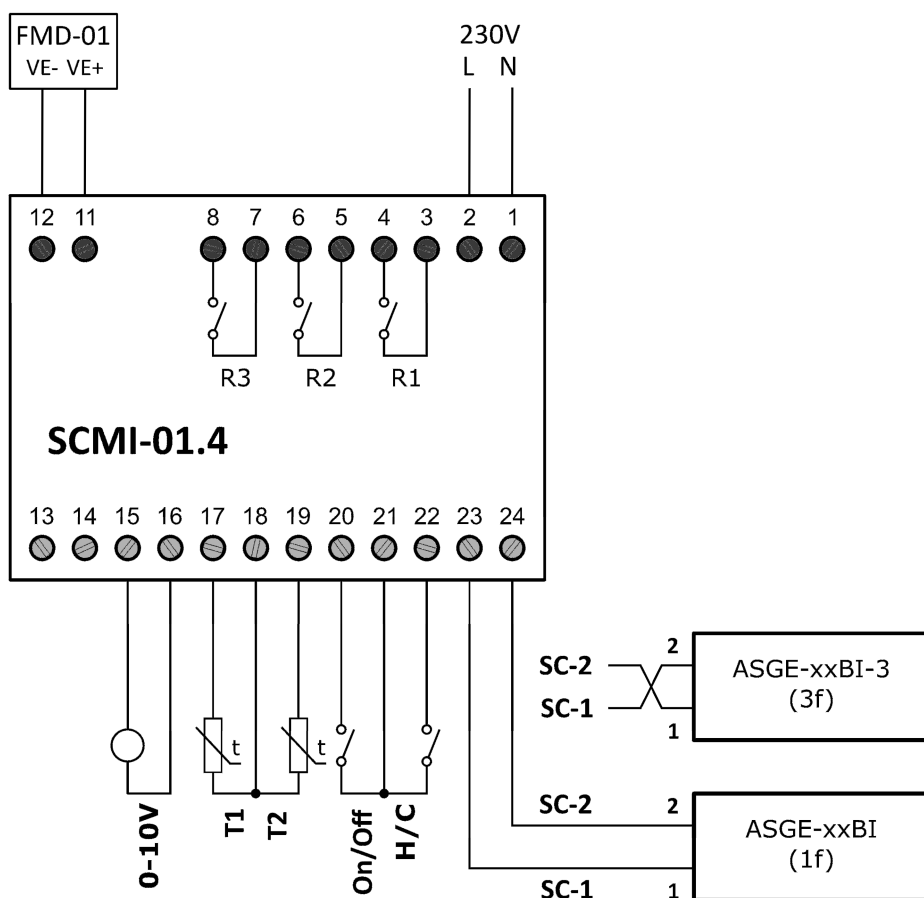 FMD-01
VE- VE+
230V
L N
12 11 8 7 6 5 4 3 2 1
R3 R2 R1
SCMI-01.4
13 14 15 16 17 18 19 20 21 22 23 24
0-10V
T1
t
T2
t
On/Off
H/C
SC-2 2
SC-1 1
ASGE-xxBI-3
(3f)
SC-2 2
SC-1 1
ASGE-xxBI
(1f)